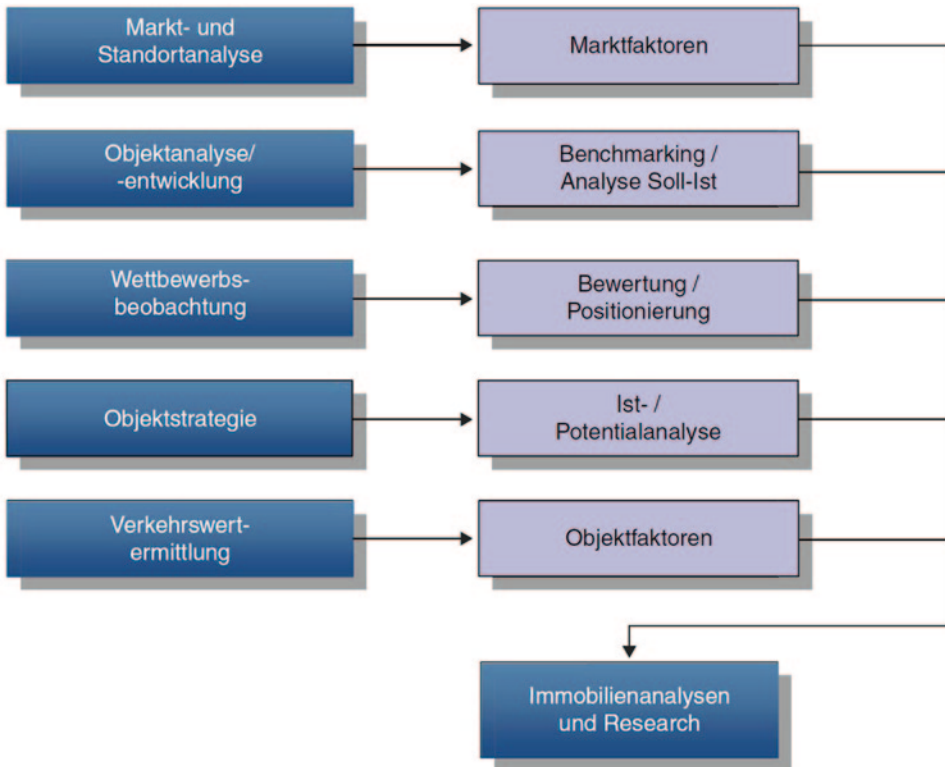 Markt- und
Standortanalyse
Marktfaktoren
Objektanalyse/
-entwicklung
Benchmarking /
Analyse Soll-Ist
Wettbewerbs-
beobachtung
Bewertung /
Positionierung
Objektstrategie
Ist- /
Potentialanalyse
Verkehrswert-
ermittlung
Objektfaktoren
Immobilienanalysen
und Research